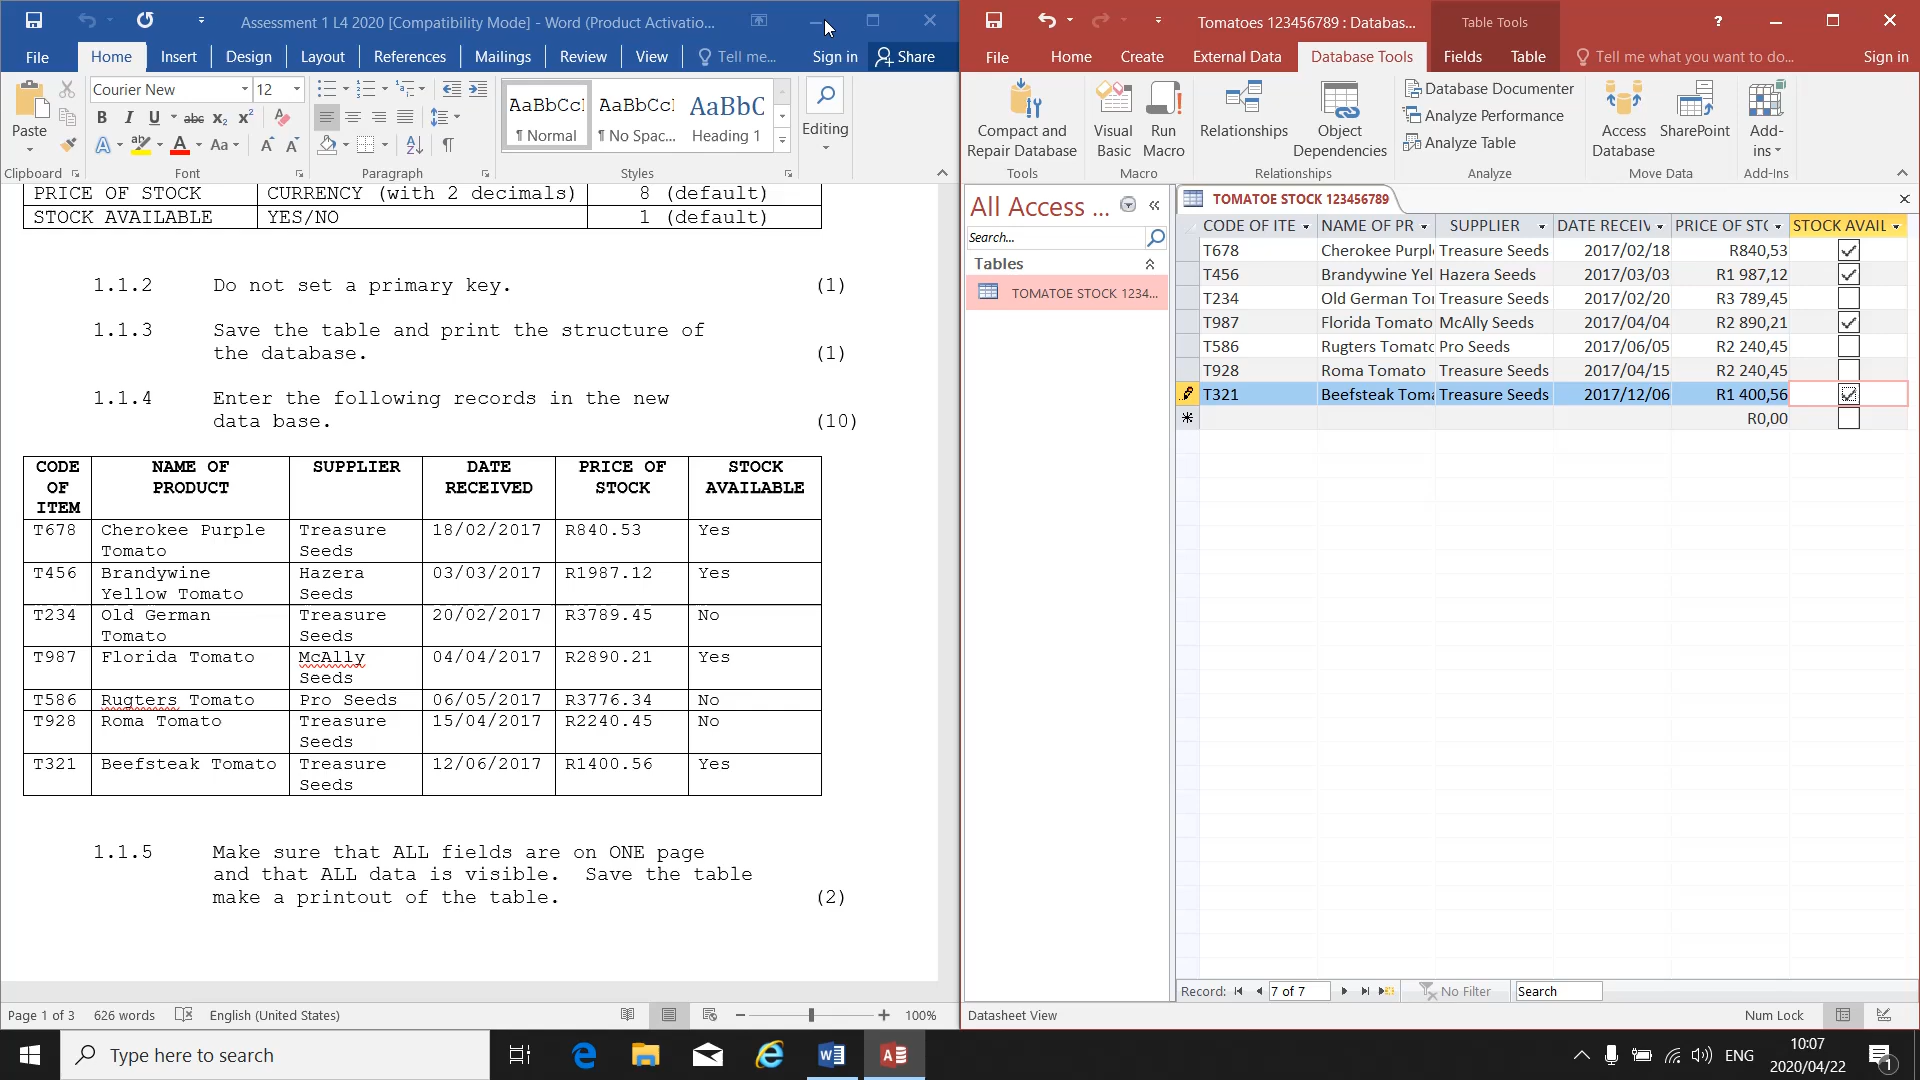 Assessment 1 L4 2020 [Compatibility Mode] - Word (Product Activatio...
File Home Insert Design Layout References Mailings Review View Tell me... Sign in Share
Courier New 12
Paste
B I U abc x₂ x²
A ab A Aa A A
AaBbCcI AaBbCcI AaBbC
¶ Normal ¶ No Spac... Heading 1
Editing
Clipboard Font Paragraph Styles
PRICE OF STOCK CURRENCY (with 2 decimals) 8 (default)
STOCK AVAILABLE YES/NO 1 (default)
1.1.2 Do not set a primary key. (1)
1.1.3 Save the table and print the structure of
the database. (1)
1.1.4 Enter the following records in the new
data base. (10)
CODE OF ITEM NAME OF PRODUCT SUPPLIER DATE RECEIVED PRICE OF STOCK STOCK AVAILABLE
T678 Cherokee Purple Tomato Treasure Seeds 18/02/2017 R840.53 Yes
T456 Brandywine Yellow Tomato Hazera Seeds 03/03/2017 R1987.12 Yes
T234 Old German Tomato Treasure Seeds 20/02/2017 R3789.45 No
T987 Florida Tomato McAlly Seeds 04/04/2017 R2890.21 Yes
T586 Rugters Tomato Pro Seeds 06/05/2017 R3776.34 No
T928 Roma Tomato Treasure Seeds 15/04/2017 R2240.45 No
T321 Beefsteak Tomato Treasure Seeds 12/06/2017 R1400.56 Yes
1.1.5 Make sure that ALL fields are on ONE page
and that ALL data is visible. Save the table
make a printout of the table. (2)
Page 1 of 3 626 words English (United States) 100%
Tomatoes 123456789 : Databas... Table Tools ?
File Home Create External Data Database Tools Fields Table Tell me what you want to do... Sign in
Compact and Repair Database
Visual Basic
Run Macro
Relationships
Object Dependencies
Database Documenter
Analyze Performance
Analyze Table
Access Database
SharePoint
Add-ins
Tools Macro Relationships Analyze Move Data Add-Ins
All Access ...
Search...
Tables
TOMATOE STOCK 1234...
TOMATOE STOCK 123456789
CODE OF ITE NAME OF PR SUPPLIER DATE RECEIV PRICE OF STO STOCK AVAIL
T678 Cherokee Purpl Treasure Seeds 2017/02/18 R840,53
T456 Brandywine Yel Hazera Seeds 2017/03/03 R1 987,12
T234 Old German Tor Treasure Seeds 2017/02/20 R3 789,45
T987 Florida Tomato McAlly Seeds 2017/04/04 R2 890,21
T586 Rugters Tomato Pro Seeds 2017/06/05 R2 240,45
T928 Roma Tomato Treasure Seeds 2017/04/15 R2 240,45
T321 Beefsteak Toma Treasure Seeds 2017/12/06 R1 400,56
R0,00
Record: 7 of 7 No Filter Search
Datasheet View Num Lock
Type here to search
ENG 10:07
2020/04/22
1